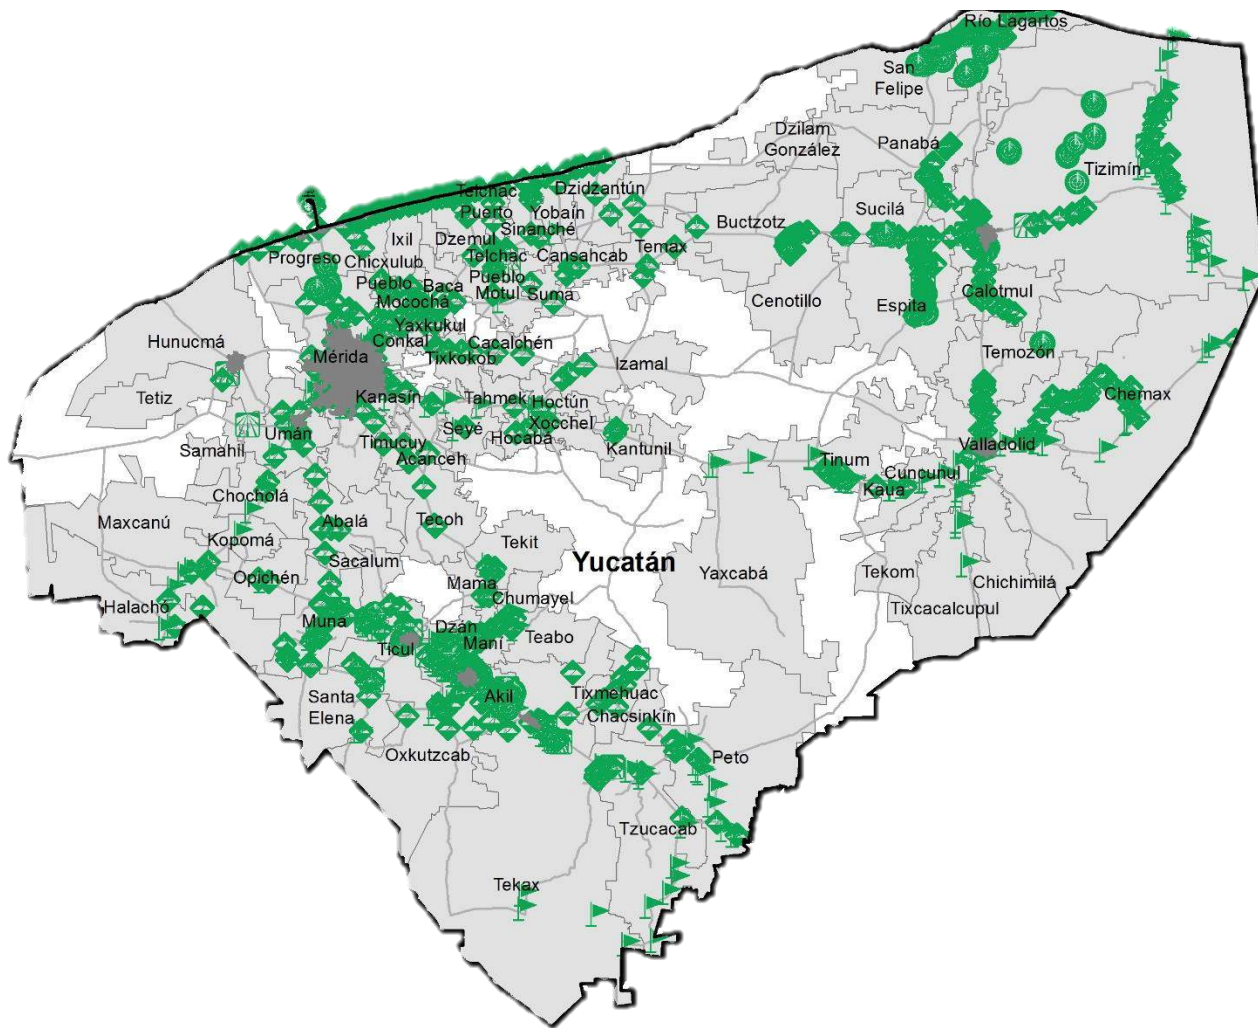 Río Lagartos
San
Felipe
Dzilam
González
Panabá
Tizimín
Telchac
Puerto
Dzidzantún
Yobaín
Sinanché
Buctzotz
Sucilá
Ixil
Dzemul
Telchac
Pueblo
Cansahcab
Temax
Progreso
Chicxulub
Pueblo
Baca
Motul
Suma
Cenotillo
Espita
Calotmul
Mocochá
Yaxkukul
Conkal
Cacalchén
Tixkokob
Hunucmá
Mérida
Izamal
Temozón
Tetiz
Kanasín
Tahmek
Hoctún
Xocchel
Chemax
Umán
Timucuy
Seyé
Hocabá
Samahil
Acanceh
Kantunil
Tinum
Cuncunul
Valladolid
Kaua
Chocholá
Maxcanú
Abalá
Tecoh
Kopomá
Tekit
Sacalum
Yucatán
Opichén
Mama
Yaxcabá
Tekom
Chichimilá
Halachó
Chumayel
Tixcacalcupul
Muna
Dzán
Teabo
Ticul
Maní
Santa
Elena
Akil
Tixmehuac
Chacsinkín
Oxkutzcab
Peto
Tzucacab
Tekax